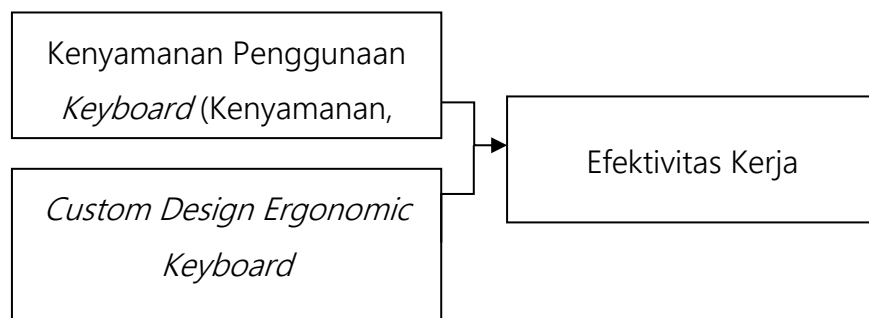 Kenyamanan Penggunaan
Keyboard (Kenyamanan,
Efektivitas Kerja
Custom Design Ergonomic
Keyboard